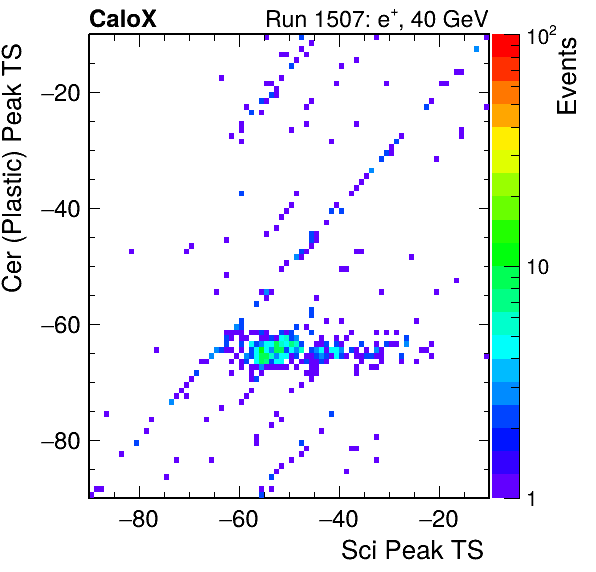 CaloX Run 1507: e⁺, 40 GeV
Cer (Plastic) Peak TS
−20
−40
−60
−80
−80 −60 −40 −20
Sci Peak TS
10²
10
1
Events